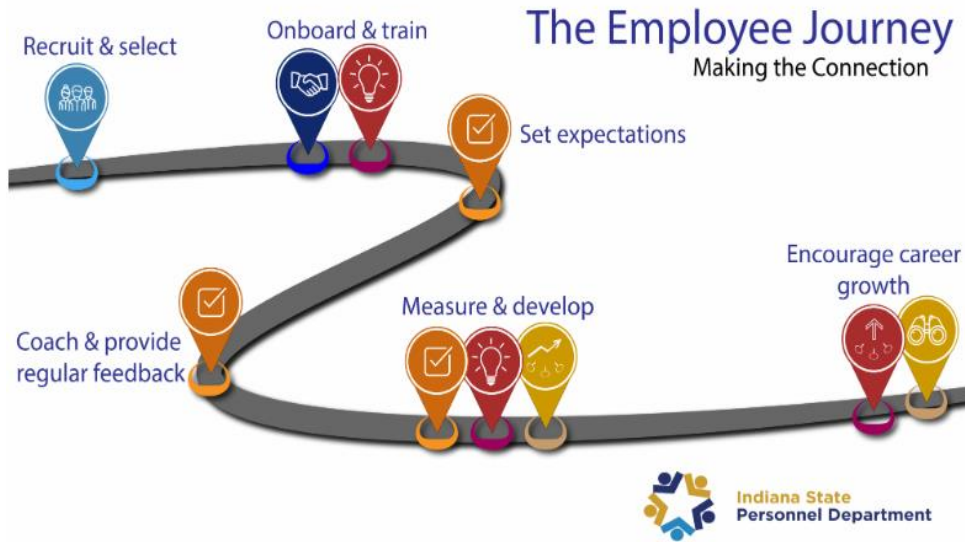 The Employee Journey
Making the Connection
Recruit & select
Onboard & train
Set expectations
Coach & provide
regular feedback
Measure & develop
Encourage career
growth
Indiana State
Personnel Department